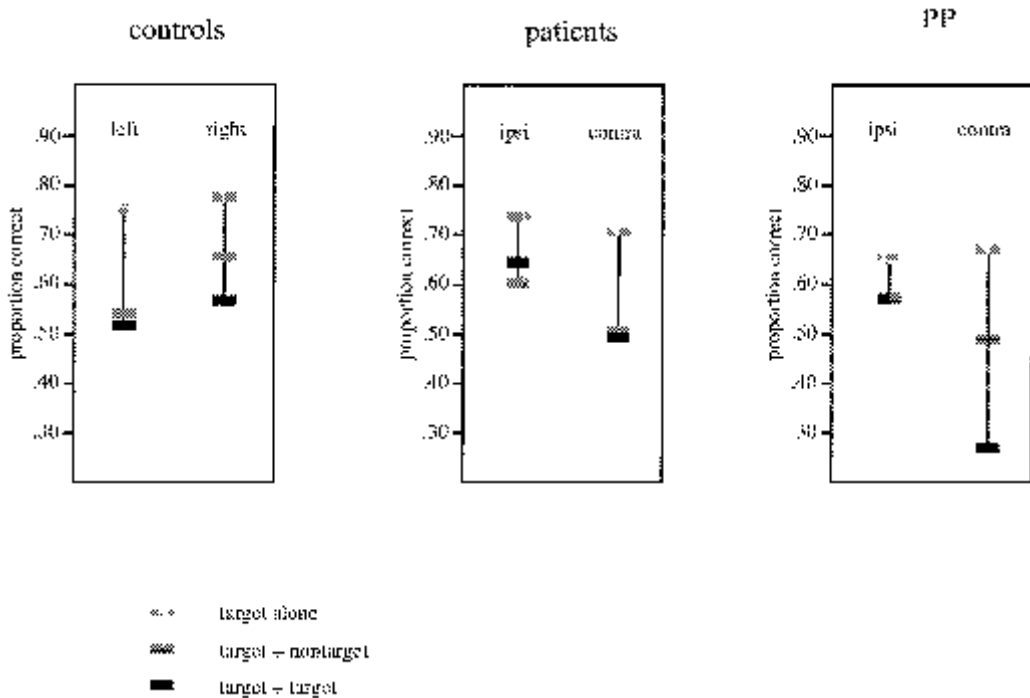 controls
patients
PP
left right
ipsi contra
ipsi contra
.90
.80
.70
.60
.50
.40
.30
proportion correct
.90
.80
.70
.60
.50
.40
.30
proportion correct
.90
.80
.70
.60
.50
.40
.30
proportion correct
target alone
target + nontarget
target + target